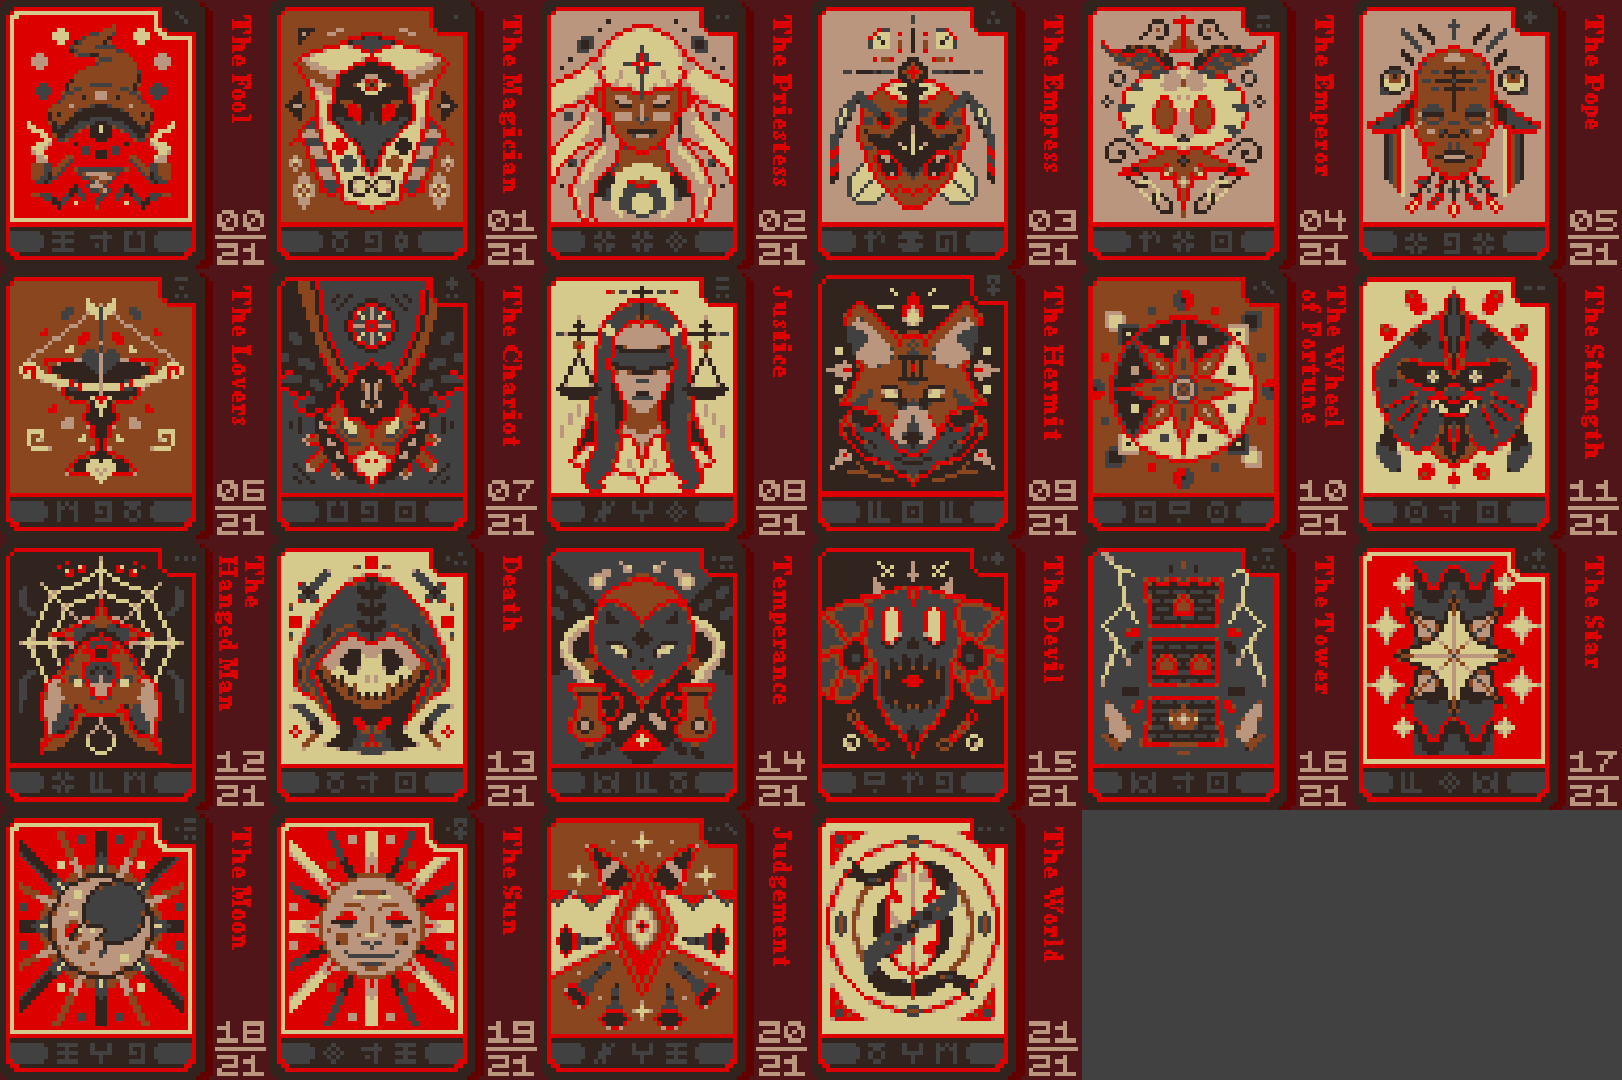 The Fool
00
21
The Magician
01
21
The Priestess
02
21
The Empress
03
21
The Emperor
04
21
The Pope
05
21
The Lovers
06
21
The Chariot
07
21
Justice
08
21
The Hermit
09
21
The Wheel
of Fortune
10
21
The Strength
11
21
The
Hanged Man
12
21
Death
13
21
Temperance
14
21
The Devil
15
21
The Tower
16
21
The Star
17
21
The Moon
18
21
The Sun
19
21
Judgement
20
21
The World
21
21